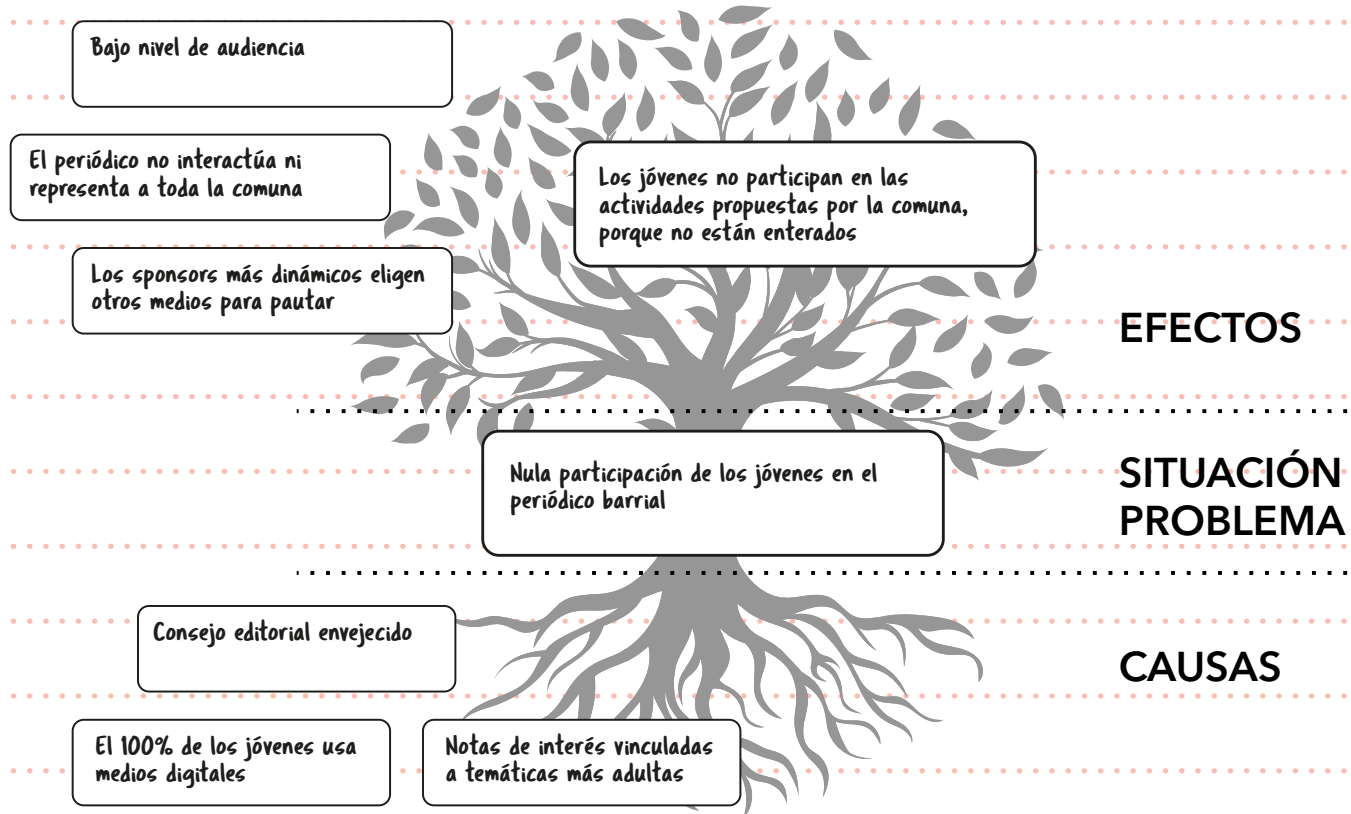 Bajo nivel de audiencia
El periódico no interactúa ni
representa a toda la comuna
Los jóvenes no participan en las
actividades propuestas por la comuna,
porque no están enterados
Los sponsors más dinámicos eligen
otros medios para pautar
EFECTOS
Nula participación de los jóvenes en el
periódico barrial
SITUACIÓN
PROBLEMA
Consejo editorial envejecido
CAUSAS
El 100% de los jóvenes usa
medios digitales
Notas de interés vinculadas
a temáticas más adultas